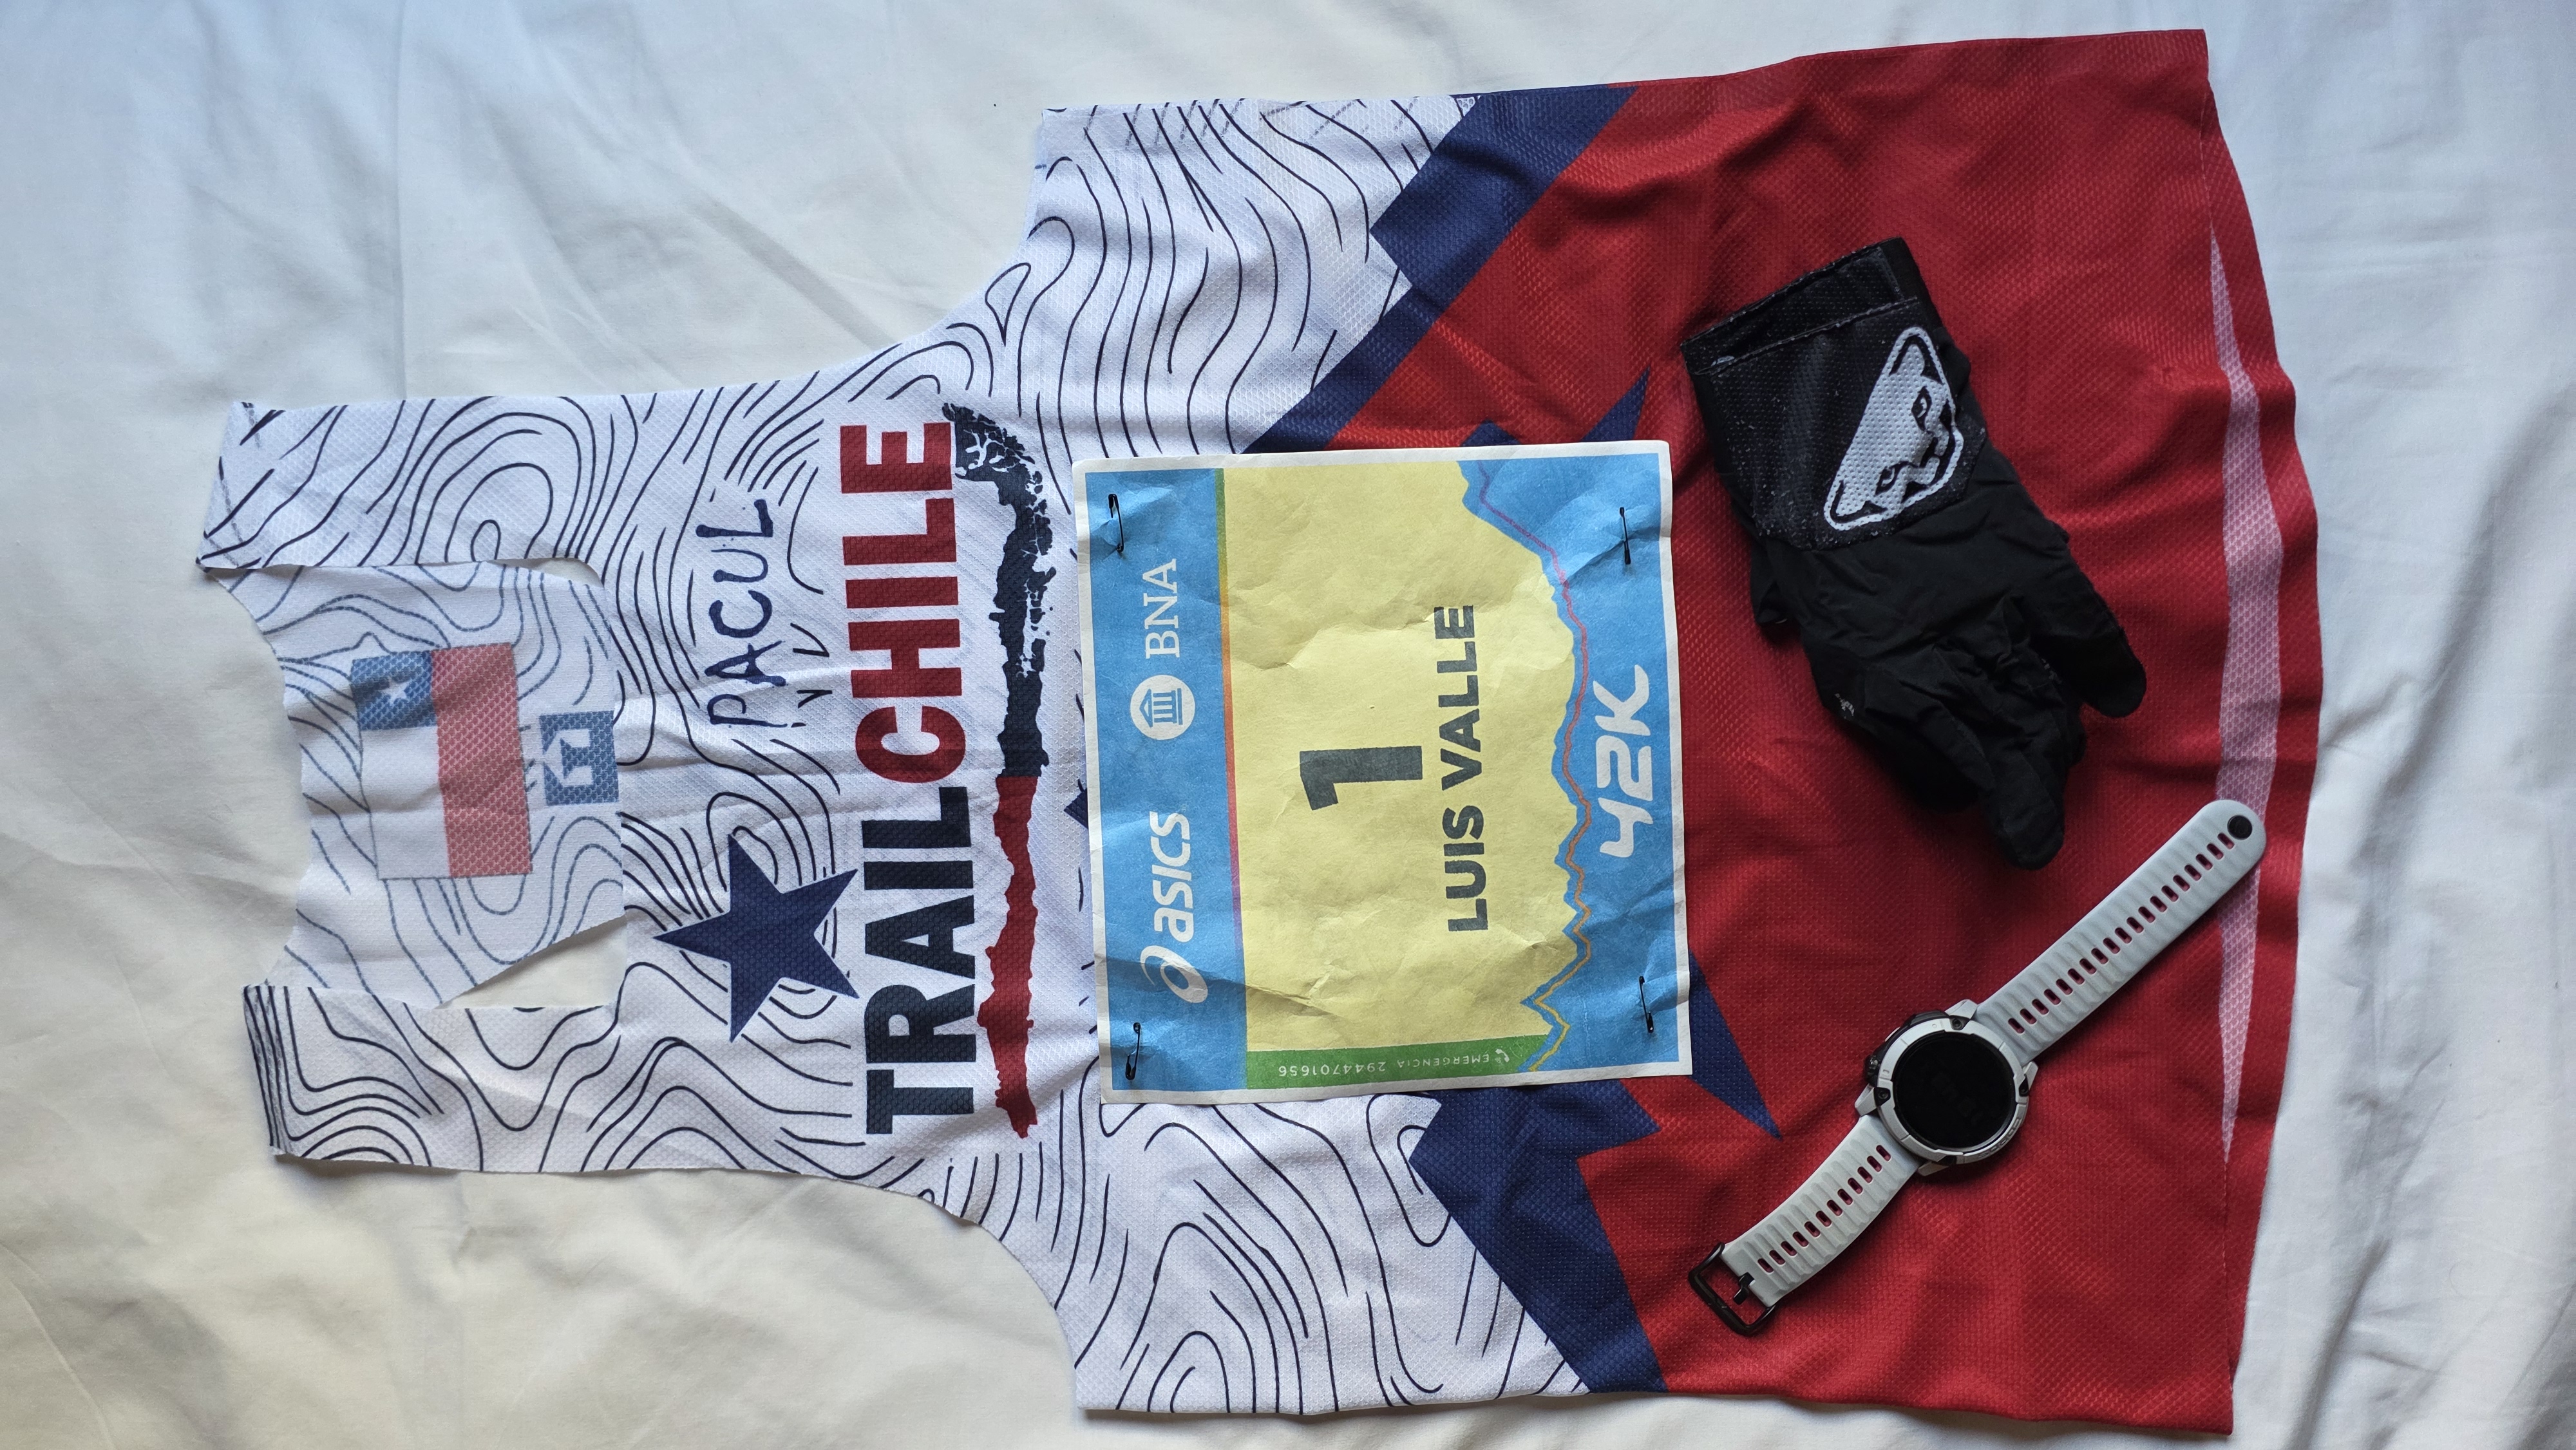 PACUL
TRAILCHILE
asics BNA
EMERGENCIA 2944701656
1
LUIS VALLE
42K